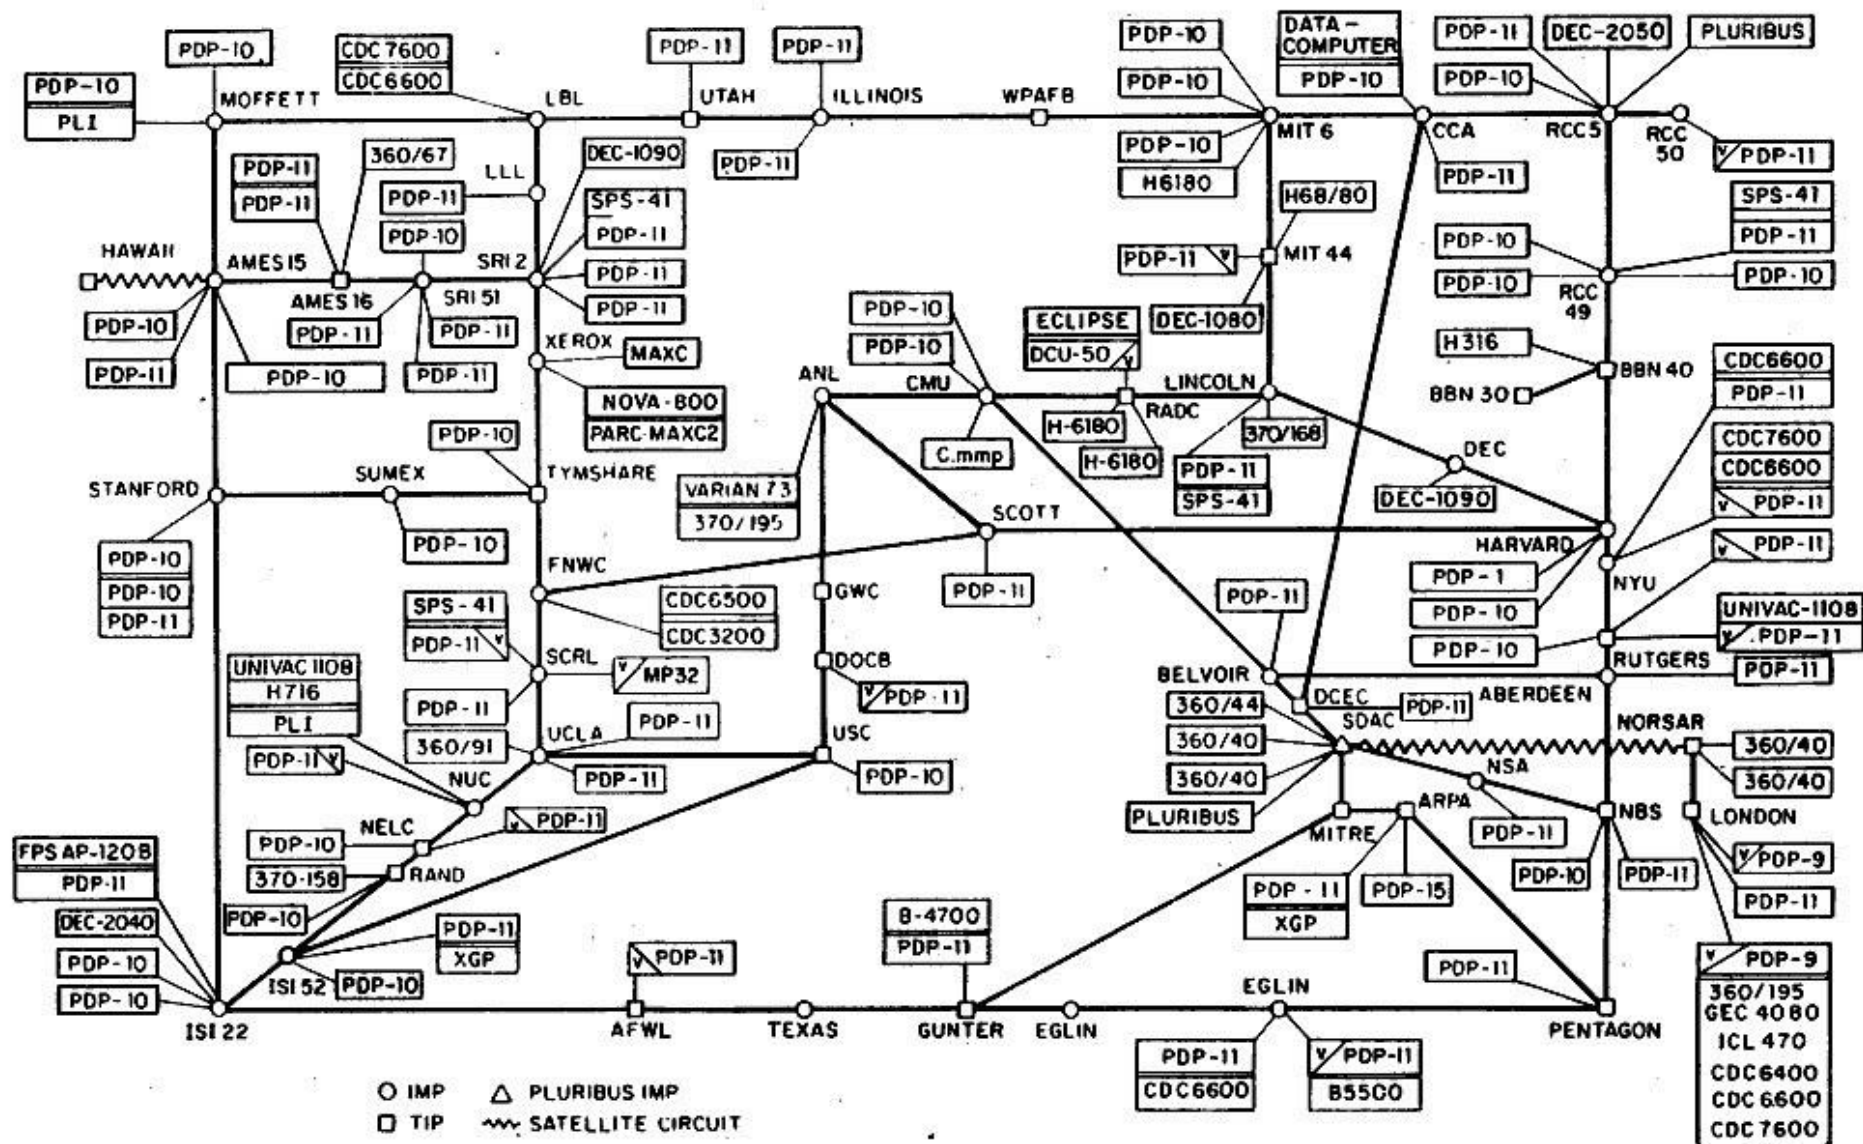 PDP-10
CDC 7600
CDC 6600
PDP-11
PDP-11
PDP-10
DATA-
COMPUTER
PDP-10
PDP-11
DEC-2050
PLURIBUS
PDP-10
PLI
MOFFETT
LBL
UTAH
ILLINOIS
WPAFB
PDP-10
PDP-10
MIT 6
CCA
RCC 5
RCC
50
PDP-11
PDP-11
360/67
LLL
PDP-11
DEC-1090
PDP-11
PDP-10
H6180
PDP-11
V PDP-11
PDP-11
PDP-10
SPS-41
PDP-11
H68/80
SPS-41
PDP-11
HAWAII
AMES 15
AMES 16
SRI 51
SRI 2
PDP-11
PDP-11
PDP-11 V
MIT 44
PDP-10
PDP-10
RCC
49
PDP-10
PDP-10
PDP-11
PDP-10
PDP-11
PDP-11
PDP-11
XEROX
MAXC
PDP-10
PDP-10
ECLIPSE
DCU-50 V
DEC-1080
H316
BBN 40
BBN 30
CDC6600
PDP-11
NOVA-800
PARC-MAXC2
ANL
CMU
RADC
LINCOLN
C.mmp
H-6180
H-6180
370/168
PDP-11
SPS-41
DEC
DEC-1090
CDC7600
CDC6600
V PDP-11
PDP-10
STANFORD
SUMEX
TYMSHARE
VARIAN 73
370/195
SCOTT
HARVARD
V PDP-11
PDP-10
PDP-10
PDP-11
PDP-10
FNWC
PDP-11
PDP-1
PDP-10
NYU
SPS-41
PDP-11 V
CDC6500
CDC3200
GWC
PDP-11
PDP-10
UNIVAC-1108
V PDP-11
RUTGERS
UNIVAC 1108
H716
PLI
SCRL
V MP32
DOCB
V PDP-11
BELVOIR
ABERDEEN
PDP-11
PDP-11
360/91
UCLA
PDP-11
USC
360/44
360/40
360/40
DCEC
PDP-11
SDAC
NORSAR
360/40
360/40
PDP-11 V
NUC
PDP-11
PDP-10
PLURIBUS
NSA
NELC
V PDP-11
MITRE
ARPA
PDP-11
NBS
LONDON
FPS AP-120B
PDP-11
PDP-10
370-158
RAND
PDP-11
XGP
PDP-15
PDP-10
PDP-11
V PDP-9
PDP-11
DEC-2040
PDP-10
PDP-10
PDP-10
PDP-11
XGP
ISI 52
PDP-10
V PDP-11
B-4700
PDP-11
PDP-11
V PDP-9
360/195
GEC 4080
ICL 470
CDC6400
CDC6600
CDC7600
ISI 22
AFWL
TEXAS
GUNTER
EGLIN
EGLIN
PENTAGON
PDP-11
CDC6600
V PDP-11
B5500
IMP
PLURIBUS IMP
TIP
SATELLITE CIRCUIT